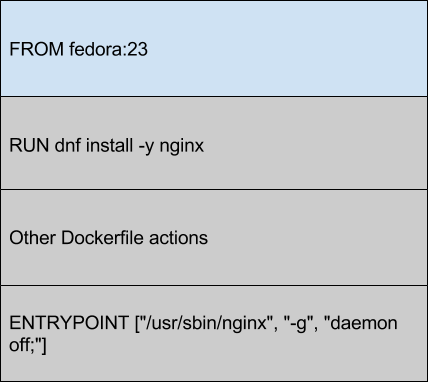 FROM fedora:23
RUN dnf install -y nginx
Other Dockerfile actions
ENTRYPOINT ["/usr/sbin/nginx", "-g", "daemon
off;"]